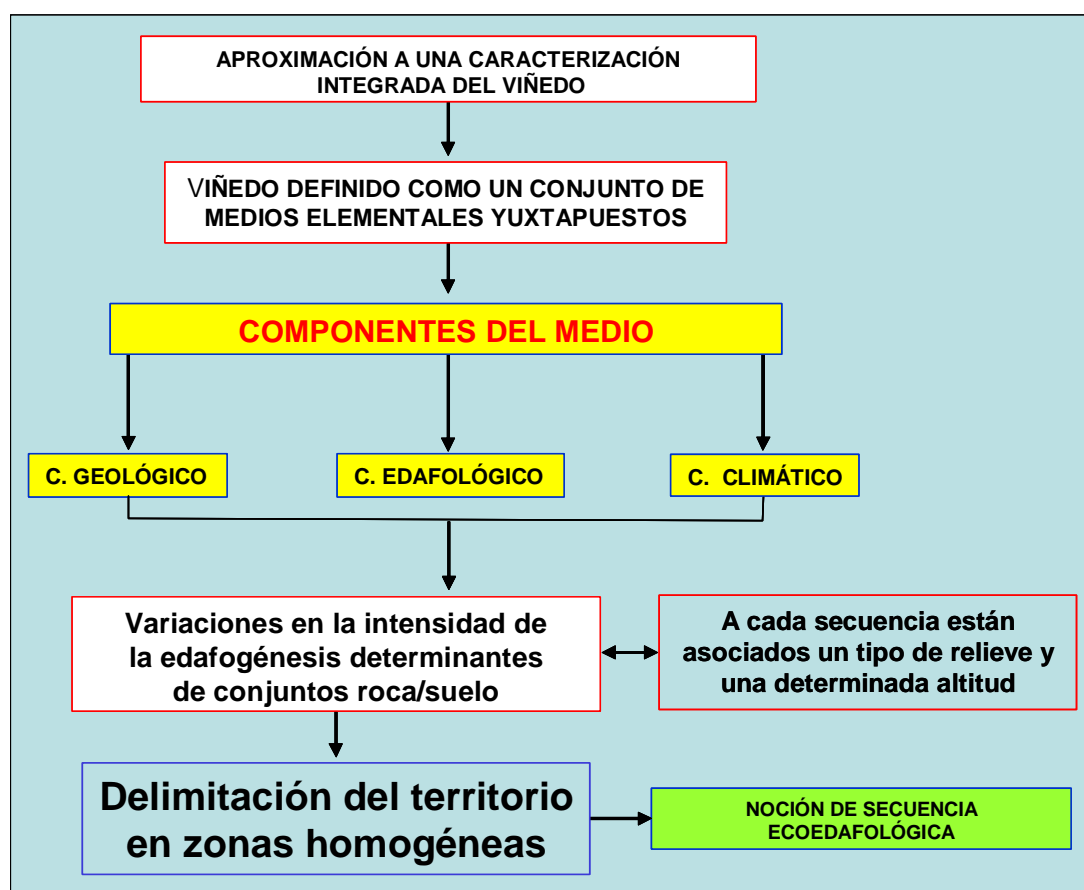 APROXIMACIÓN A UNA CARACTERIZACIÓN
INTEGRADA DEL VIÑEDO
VIÑEDO DEFINIDO COMO UN CONJUNTO DE
MEDIOS ELEMENTALES YUXTAPUESTOS
COMPONENTES DEL MEDIO
C. GEOLÓGICO
C. EDAFOLÓGICO
C. CLIMÁTICO
Variaciones en la intensidad de
la edafogénesis determinantes
de conjuntos roca/suelo
A cada secuencia están
asociados un tipo de relieve y
una determinada altitud
Delimitación del territorio
en zonas homogéneas
NOCIÓN DE SECUENCIA
ECOEDAFOLÓGICA